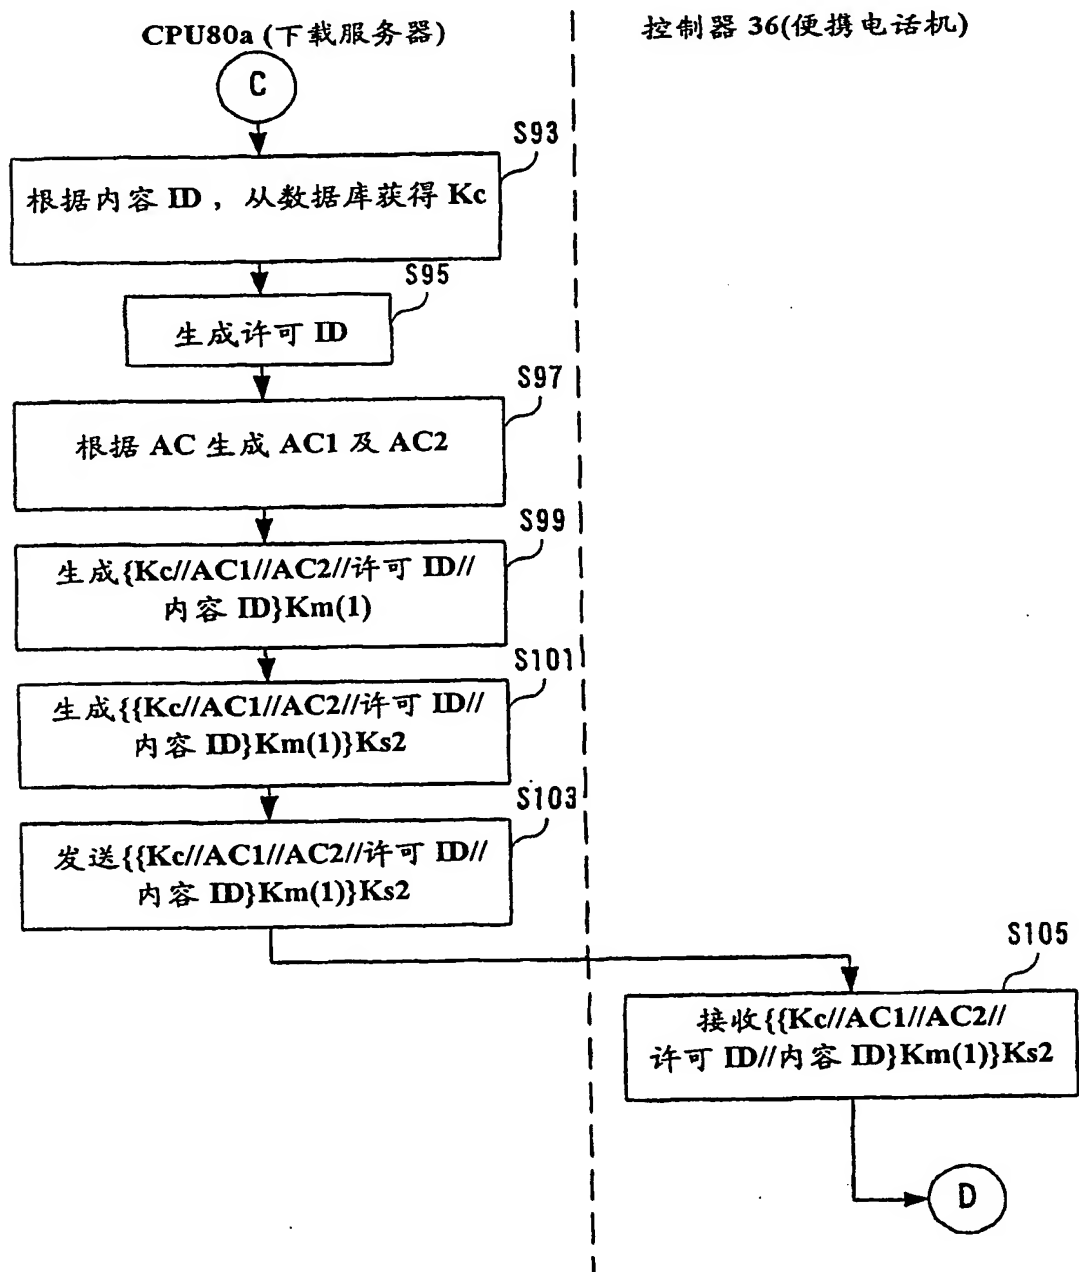 CPU80a (下载服务器)
控制器 36(便携电话机)
C
S93
根据内容 ID , 从数据库获得 Kc
S95
生成许可 ID
S97
根据 AC 生成 AC1 及 AC2
S99
生成{Kc//AC1//AC2//许可 ID//
内容 ID}Km(1)
S101
生成{{Kc//AC1//AC2//许可 ID//
内容 ID}Km(1)}Ks2
S103
发送{{Kc//AC1//AC2//许可 ID//
内容 ID}Km(1)}Ks2
S105
接收{{Kc//AC1//AC2//
许可 ID//内容 ID}Km(1)}Ks2
D